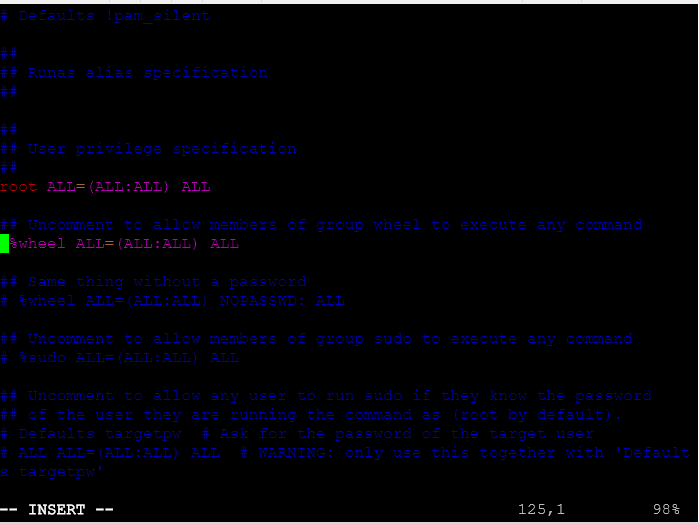 # Defaults !pam_silent
##
## Runas alias specification
##
##
## User privilege specification
##
root ALL=(ALL:ALL) ALL
## Uncomment to allow members of group wheel to execute any command
%wheel ALL=(ALL:ALL) ALL
## Same thing without a password
# %wheel ALL=(ALL:ALL) NOPASSWD: ALL
## Uncomment to allow members of group sudo to execute any command
# %sudo ALL=(ALL:ALL) ALL
## Uncomment to allow any user to run sudo if they know the password
## of the user they are running the command as (root by default).
# Defaults targetpw  # Ask for the password of the target user
# ALL ALL=(ALL:ALL) ALL  # WARNING: only use this together with 'Default
s targetpw'
-- INSERT -- 125,1 98%